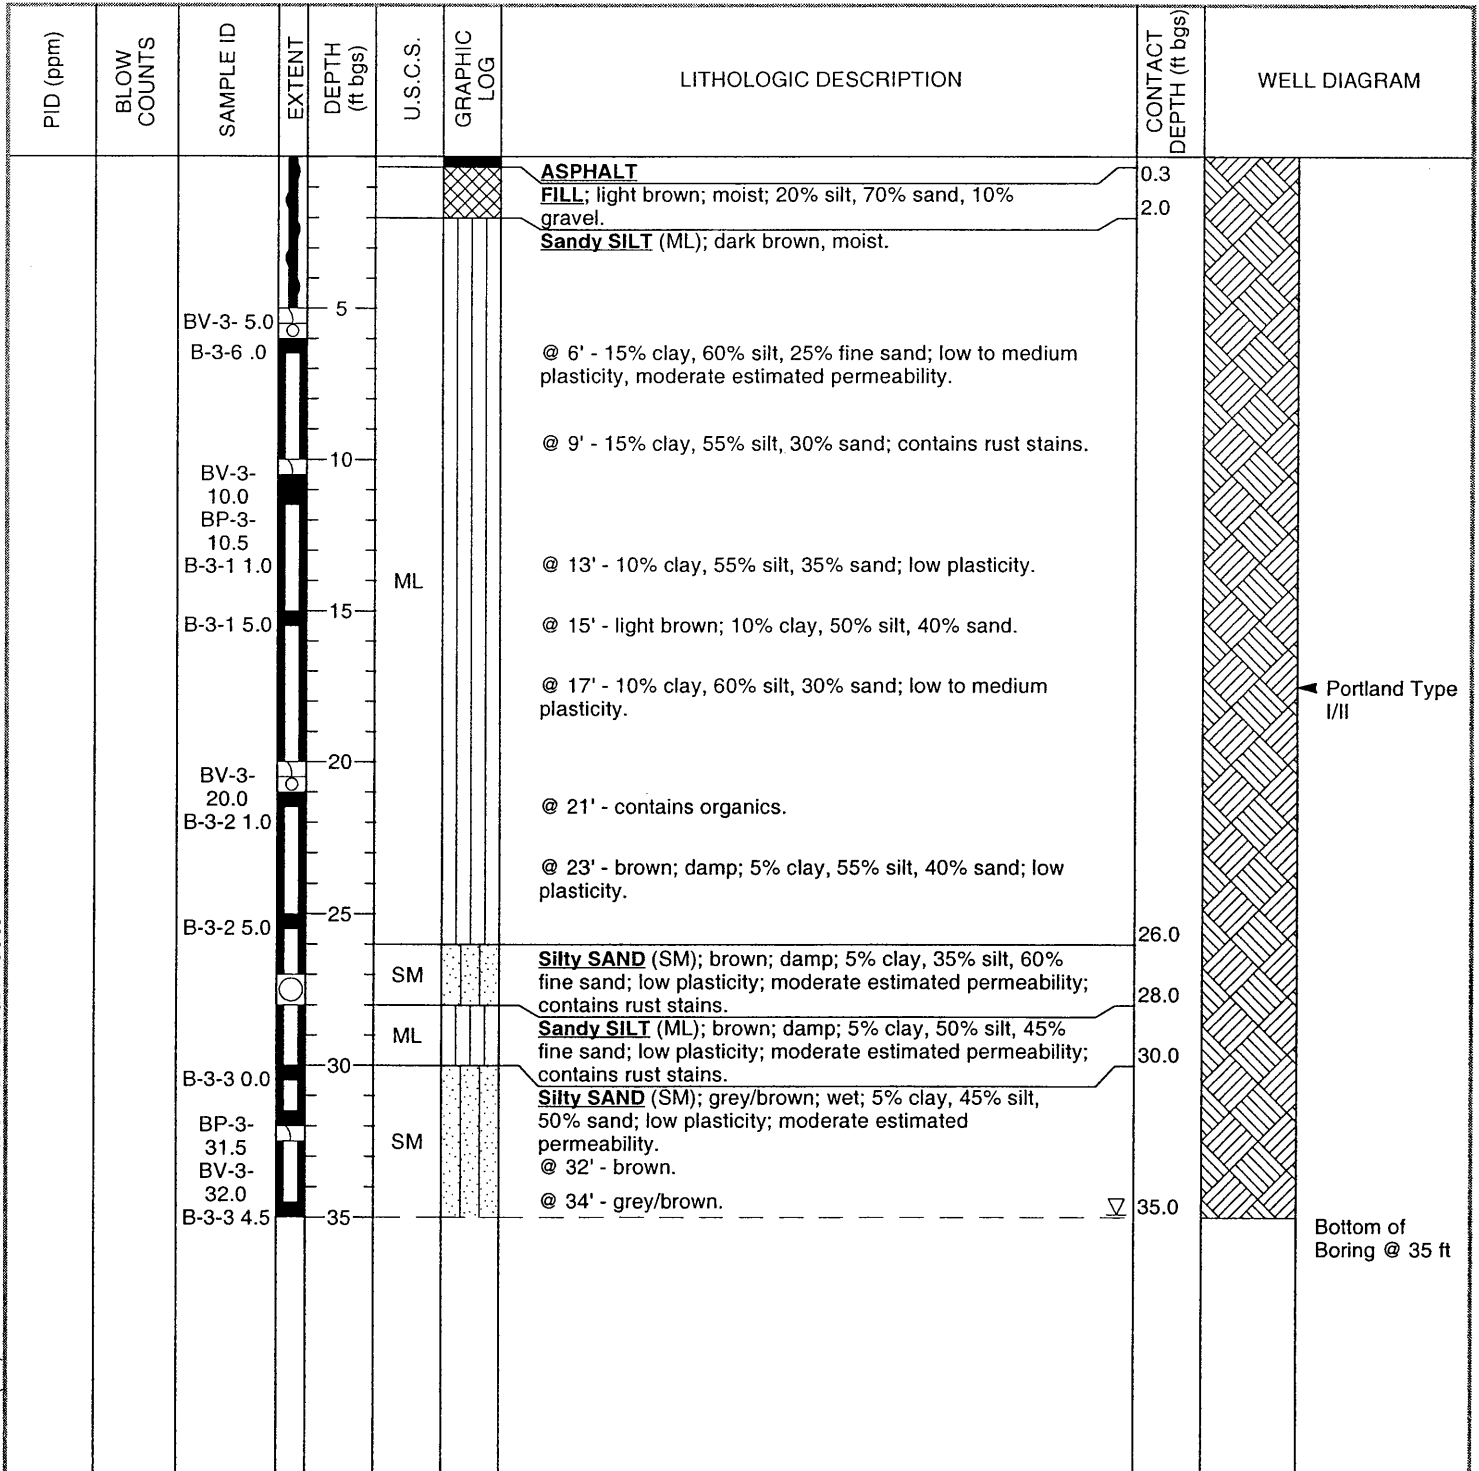 PID (ppm)
BLOW
COUNTS
SAMPLE ID
EXTENT
DEPTH
(ft bgs)
U.S.C.S.
GRAPHIC
LOG
LITHOLOGIC DESCRIPTION
CONTACT
DEPTH (ft bgs)
WELL DIAGRAM
ASPHALT
0.3
FILL; light brown; moist; 20% silt, 70% sand, 10%
gravel.
2.0
Sandy SILT (ML); dark brown, moist.
5
BV-3- 5.0
B-3-6 .0
@ 6' - 15% clay, 60% silt, 25% fine sand; low to medium
plasticity, moderate estimated permeability.
@ 9' - 15% clay, 55% silt, 30% sand; contains rust stains.
10
BV-3-
10.0
BP-3-
10.5
B-3-1 1.0
@ 13' - 10% clay, 55% silt, 35% sand; low plasticity.
ML
15
B-3-1 5.0
@ 15' - light brown; 10% clay, 50% silt, 40% sand.
@ 17' - 10% clay, 60% silt, 30% sand; low to medium
plasticity.
Portland Type
I/II
20
BV-3-
20.0
B-3-2 1.0
@ 21' - contains organics.
@ 23' - brown; damp; 5% clay, 55% silt, 40% sand; low
plasticity.
25
B-3-2 5.0
26.0
SM
Silty SAND (SM); brown; damp; 5% clay, 35% silt, 60%
fine sand; low plasticity; moderate estimated permeability;
contains rust stains.
28.0
ML
Sandy SILT (ML); brown; damp; 5% clay, 50% silt, 45%
fine sand; low plasticity; moderate estimated permeability;
contains rust stains.
30.0
30
B-3-3 0.0
Silty SAND (SM); grey/brown; wet; 5% clay, 45% silt,
50% sand; low plasticity; moderate estimated
permeability.
BP-3-
31.5
BV-3-
32.0
SM
@ 32' - brown.
@ 34' - grey/brown.
B-3-3 4.5
35
35.0
Bottom of
Boring @ 35 ft